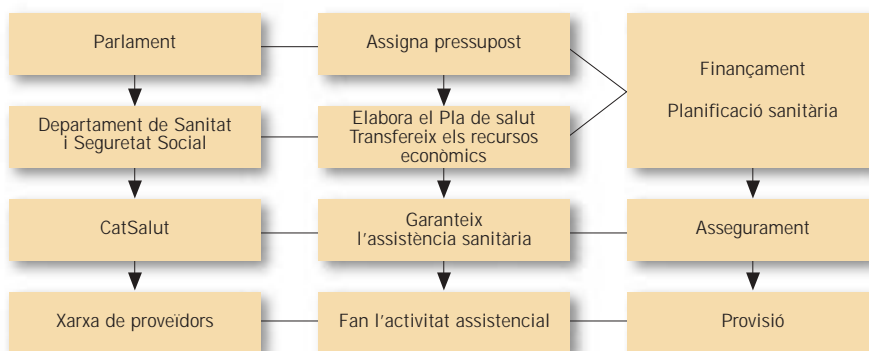 Parlament
Assigna pressupost
Finançament
Planificació sanitària
Departament de Sanitat
i Seguretat Social
Elabora el Pla de salut
Transfereix els recursos
econòmics
CatSalut
Garanteix
l'assistència sanitària
Assegurament
Xarxa de proveïdors
Fan l'activitat assistencial
Provisió